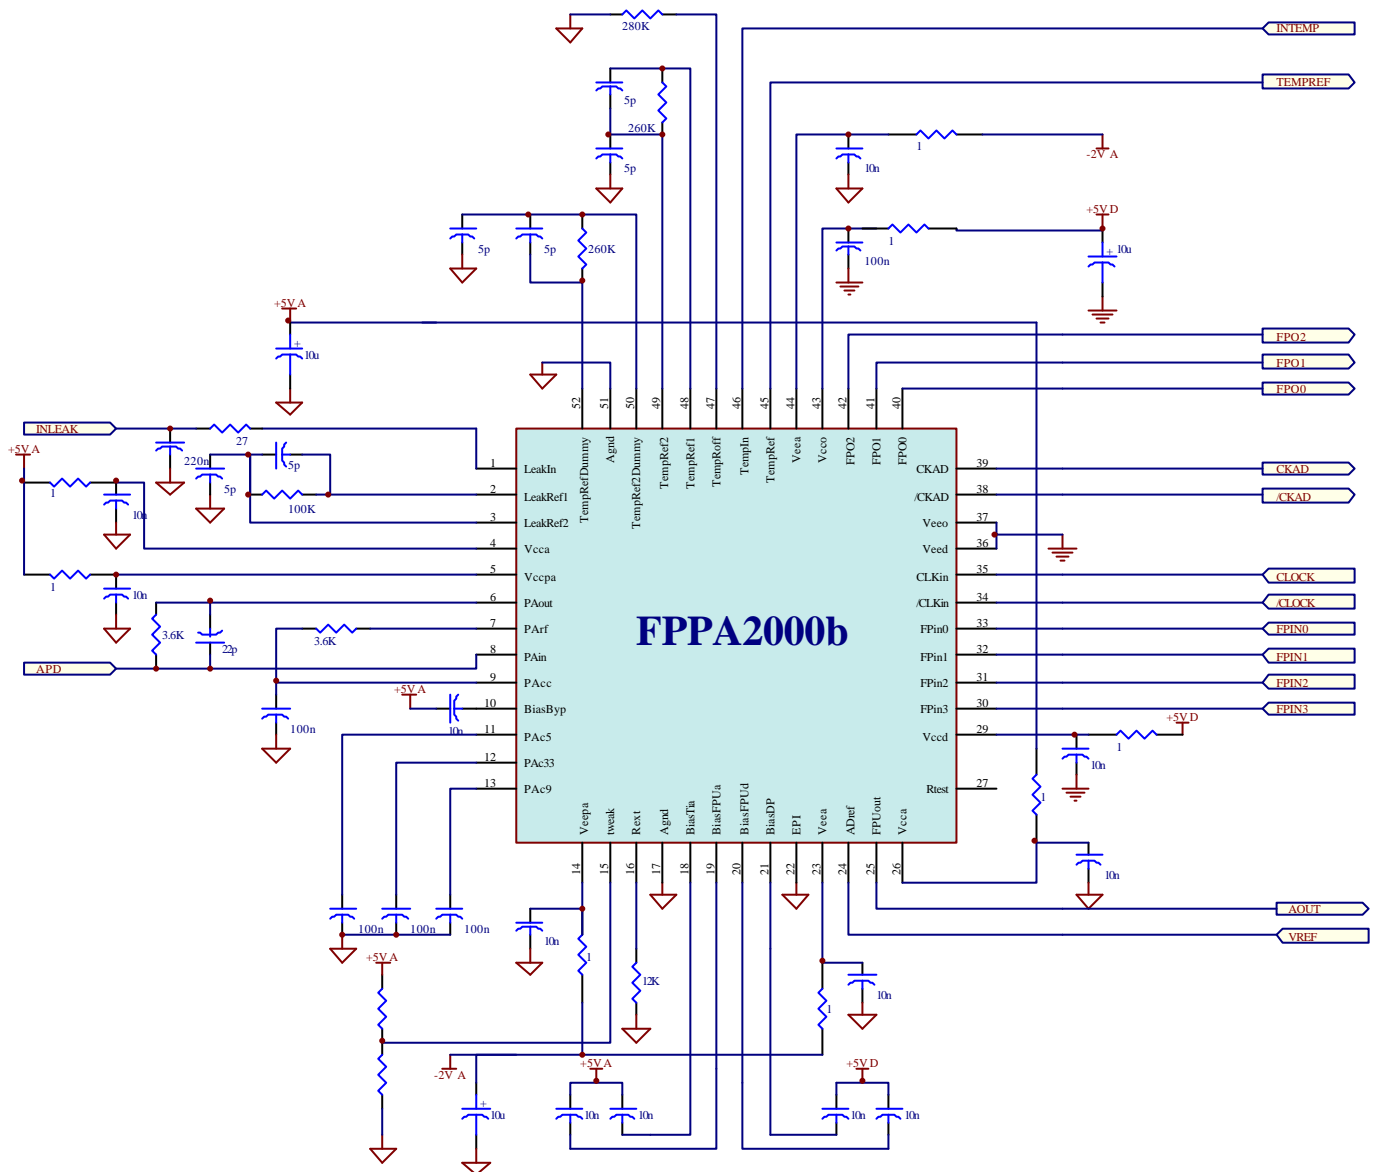 280K
INTEMP
5p
TEMPREF
260K
5p
1
-2V A
10n
+5V D
5p
5p
260K
1
100n
10u
+5V A
10u
FPO2
FPO1
FPO0
52
51
50
49
48
47
46
45
44
43
42
41
40
INLEAK
27
+5V A
220n
5p
5p
100K
1
10n
1
10n
3.6K
22p
APD
3.6K
+5V A
10n
100n
TempRefDummy
Agnd
TempRef2Dummy
TempRef2
TempRef1
TempRoff
TempIn
TempRef
Veea
Vcco
FPO2
FPO1
FPO0
1 LeakIn
2 LeakRef1
3 LeakRef2
4 Vcca
5 Vccpa
6 PAout
7 PArf
8 PAin
9 PAcc
10 BiasByp
11 PAc5
12 PAc33
13 PAc9
FPPA2000b
CKAD 39 CKAD
/CKAD 38 /CKAD
Veeo 37
Veed 36
CLKin 35 CLOCK
/CLKin 34 /CLOCK
FPin0 33 FPIN0
FPin1 32 FPIN1
FPin2 31 FPIN2
FPin3 30 FPIN3
Vccd 29
+5V D
1
10n
Rtest 27
1
10n
Veepa
tweak
Rext
Agnd
BiasTia
BiasFPUa
BiasFPUd
BiasDP
EPI
Veea
ADref
FPUout
Vcca
14
15
16
17
18
19
20
21
22
23
24
25
26
100n
100n
100n
10n
1
12K
AOUT
VREF
+5V A
10n
1
-2V A
10u
+5V A
10n
10n
+5V D
10n
10n